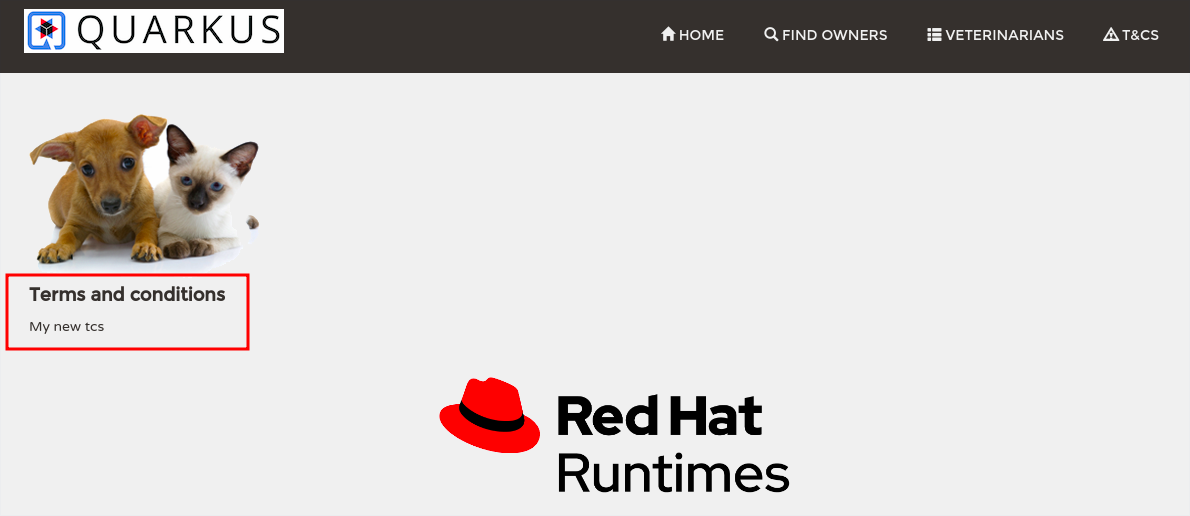 QUARKUS
HOME FIND OWNERS VETERINARIANS T&CS
Terms and conditions
My new tcs
Red Hat
Runtimes